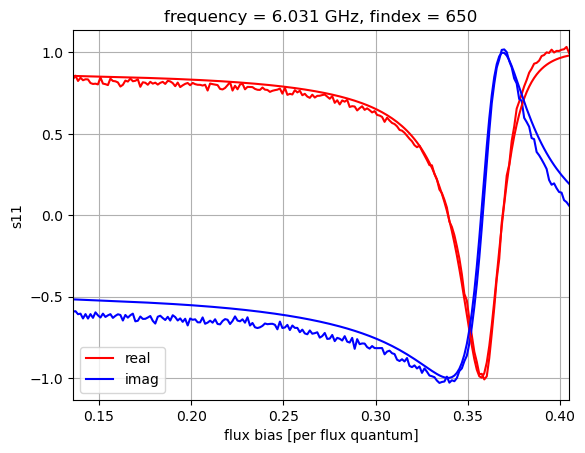 frequency = 6.031 GHz, findex = 650
1.0
0.5
0.0
−0.5
−1.0
s11
real
imag
0.15
0.20
0.25
0.30
0.35
0.40
flux bias [per flux quantum]